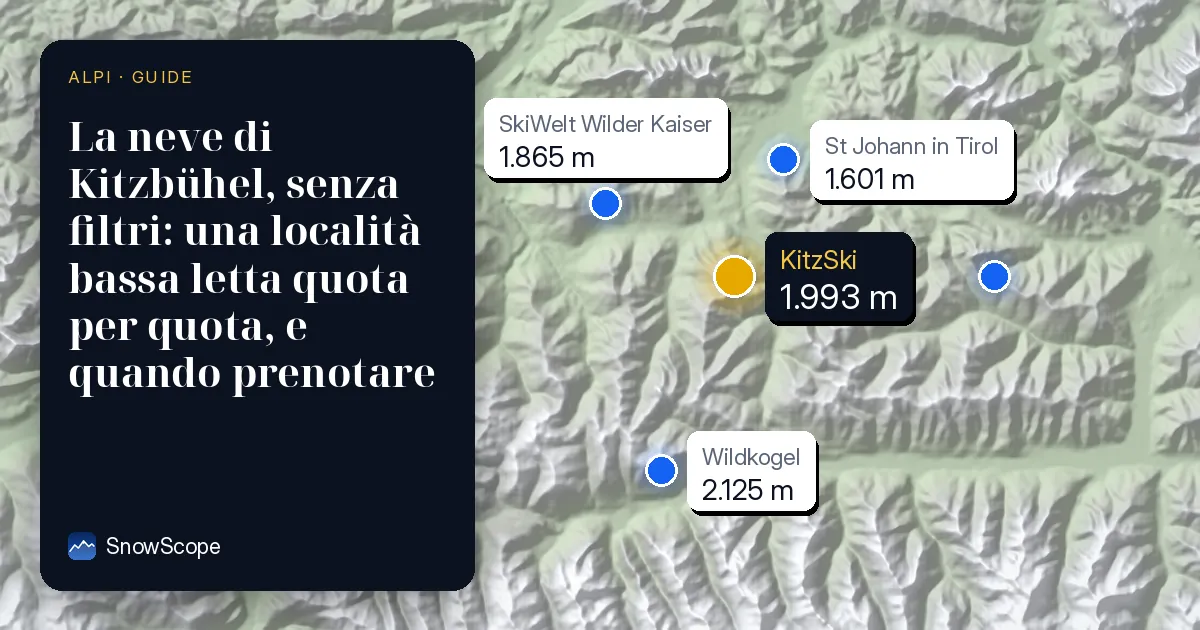 ALPI · GUIDE
La neve di
Kitzbühel, senza
filtri: una località
bassa letta quota
per quota, e
quando prenotare
SnowScope
SkiWelt Wilder Kaiser
1.865 m
St Johann in Tirol
1.601 m
KitzSki
1.993 m
Wildkogel
2.125 m